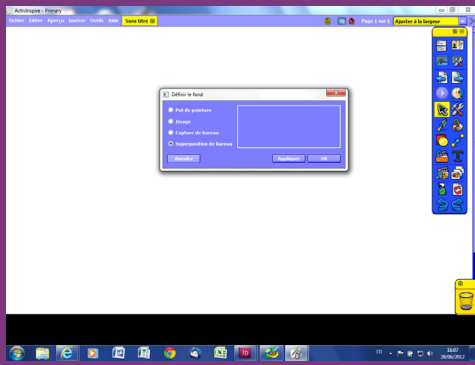 ActivInspire - Primary
Fichier Editer Aperçu Insérer Outils Aide Sans titre
Page 1 sur 1 Ajuster à la largeur
Définir le fond
Pot de peinture
Image
Capture de bureau
Superposition de bureau
Annuler Appliquer OK
T
ID
FR
16:07
20/06/2012